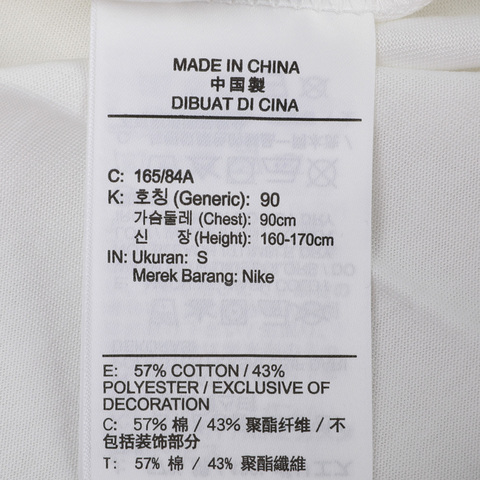 MADE IN CHINA
中国製
DIBUAT DI CINA
C: 165/84A
K: 호칭 (Generic): 90
가슴둘레 (Chest): 90cm
신 장 (Height): 160-170cm
IN: Ukuran: S
Merek Barang: Nike
E: 57% COTTON / 43%
POLYESTER / EXCLUSIVE OF
DECORATION
C: 57% 棉 / 43% 聚酯纤维 / 不
包括装饰部分
T: 57% 棉 / 43% 聚酯纖維